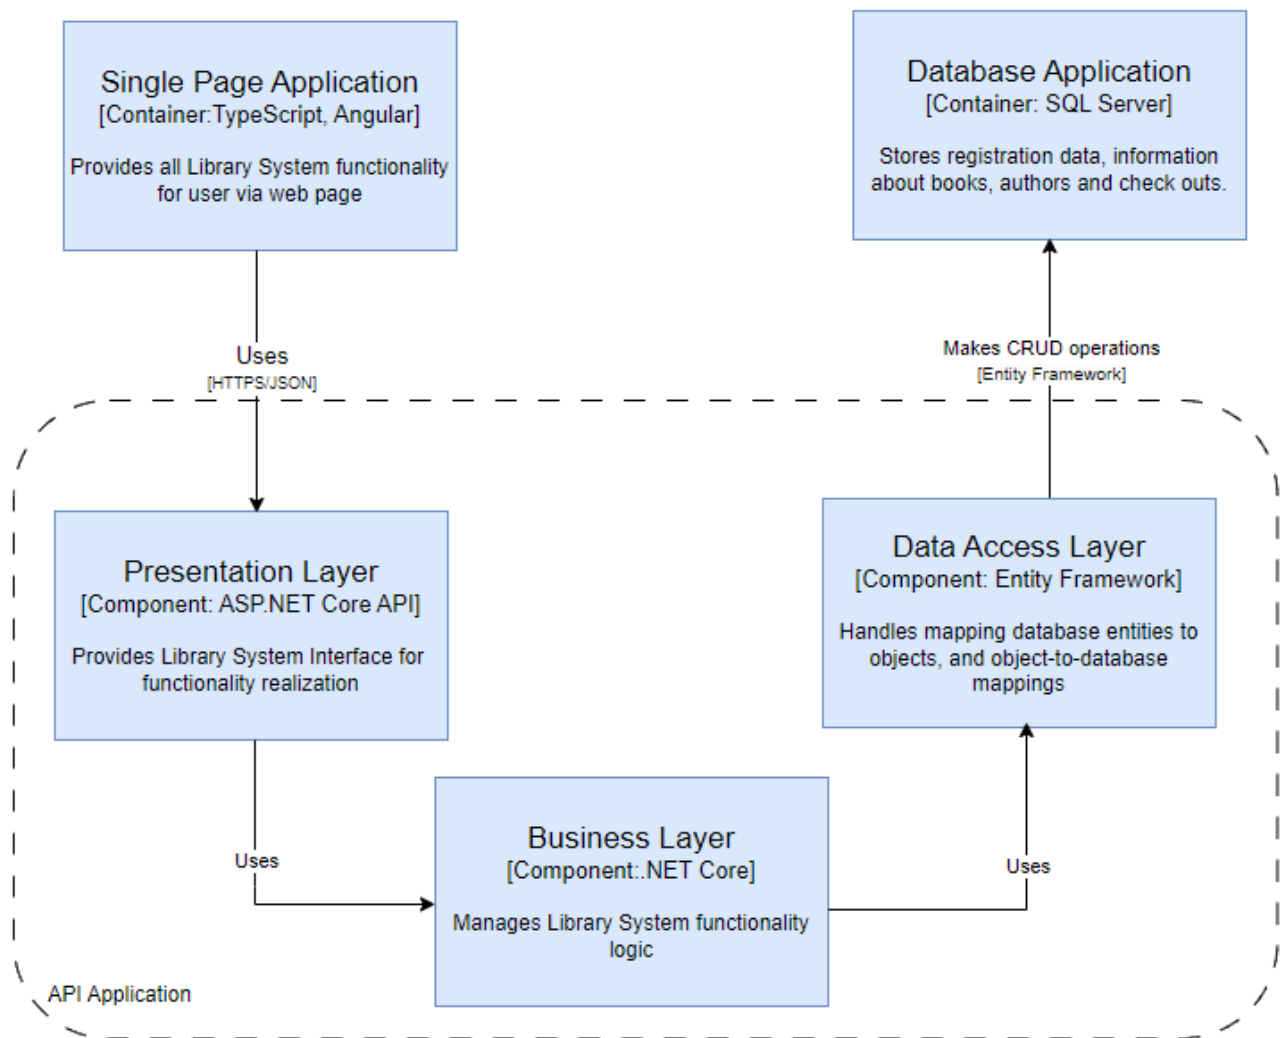 Single Page Application
[Container:TypeScript, Angular]
Provides all Library System functionality
for user via web page
Database Application
[Container: SQL Server]
Stores registration data, information
about books, authors and check outs.
Uses
[HTTPS/JSON]
Makes CRUD operations
[Entity Framework]
Presentation Layer
[Component: ASP.NET Core API]
Provides Library System Interface for
functionality realization
Data Access Layer
[Component: Entity Framework]
Handles mapping database entities to
objects, and object-to-database
mappings
Uses
Business Layer
[Component:.NET Core]
Manages Library System functionality
logic
Uses
API Application